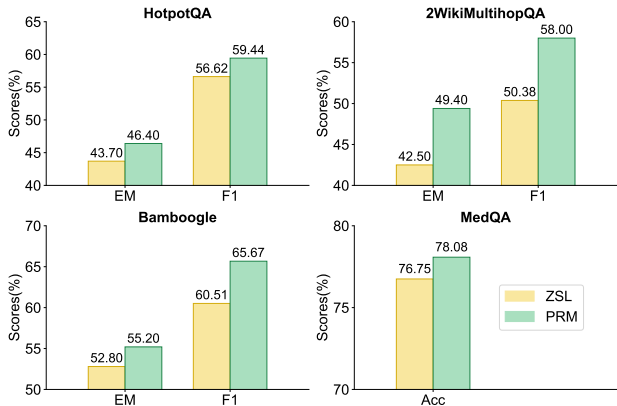 HotpotQA
65
60
55
50
45
40
Scores(%)
43.70
46.40
56.62
59.44
EM
F1
2WikiMultihopQA
60
55
50
45
40
Scores(%)
42.50
49.40
50.38
58.00
EM
F1
Bamboogle
70
65
60
55
50
Scores(%)
52.80
55.20
60.51
65.67
EM
F1
MedQA
80
75
70
Scores(%)
76.75
78.08
Acc
ZSL
PRM